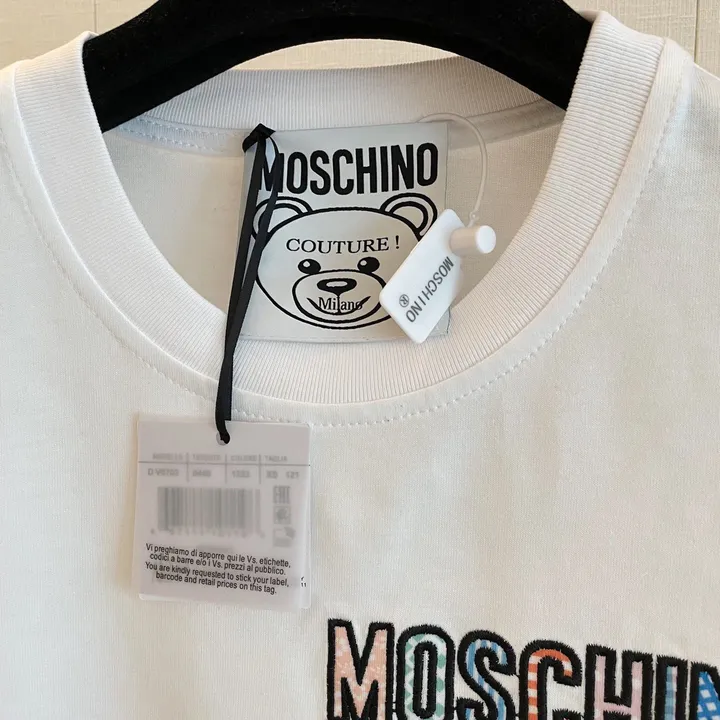 MOSCHINO
COUTURE !
Milano
MOSCHINO ®
Vi preghiamo di apporre qui le Vs. etichette,
codici a barre e/o i Vs. prezzi al pubblico.
You are kindly requested to stick your label,
barcode and retail prices on this tag.
MOSCHIN